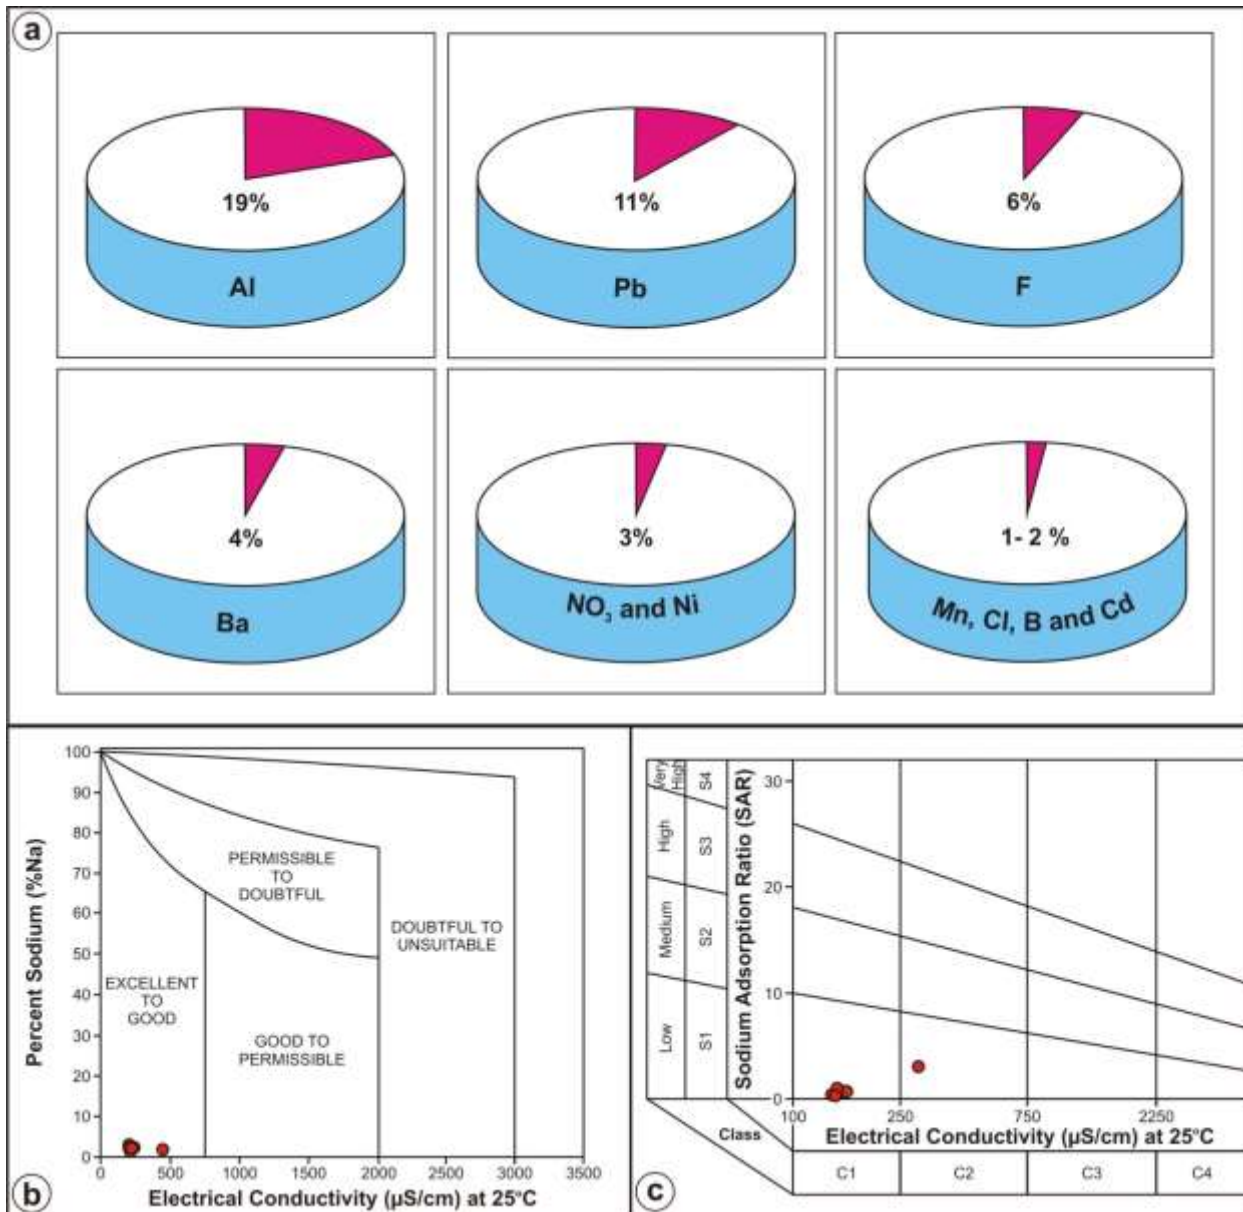 a
19%
Al
11%
Pb
6%
F
4%
Ba
3%
NO₃ and Ni
1- 2 %
Mn, Cl, B and Cd
b
Percent Sodium (%Na)
100
90
80
70
60
50
40
30
20
10
0
PERMISSIBLE
TO
DOUBTFUL
DOUBTFUL TO
UNSUITABLE
EXCELLENT
TO
GOOD
GOOD TO
PERMISSIBLE
0
500
1000
1500
2000
2500
3000
3500
Electrical Conductivity (µS/cm) at 25°C
c
Very
High
S4
High
S3
Medium
S2
Low
S1
Sodium Adsorption Ratio (SAR)
30
20
10
0
100
250
750
2250
Class
Electrical Conductivity (µS/cm) at 25°C
C1
C2
C3
C4